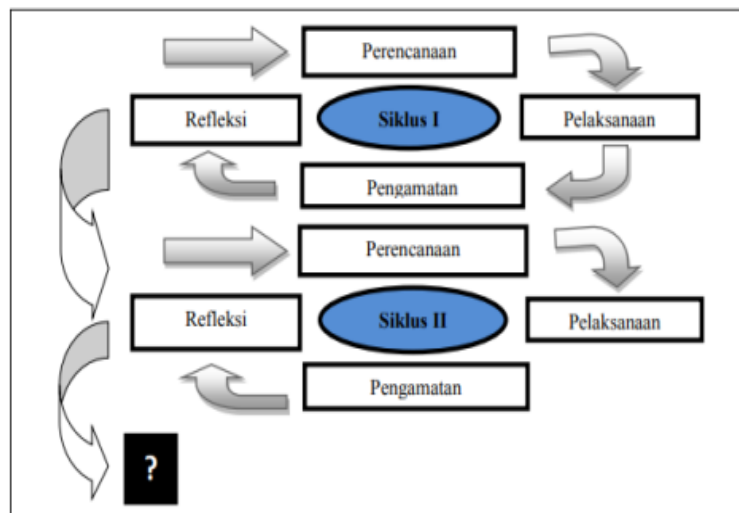 Perencanaan
Refleksi
Siklus I
Pelaksanaan
Pengamatan
Perencanaan
Refleksi
Siklus II
Pelaksanaan
Pengamatan
?